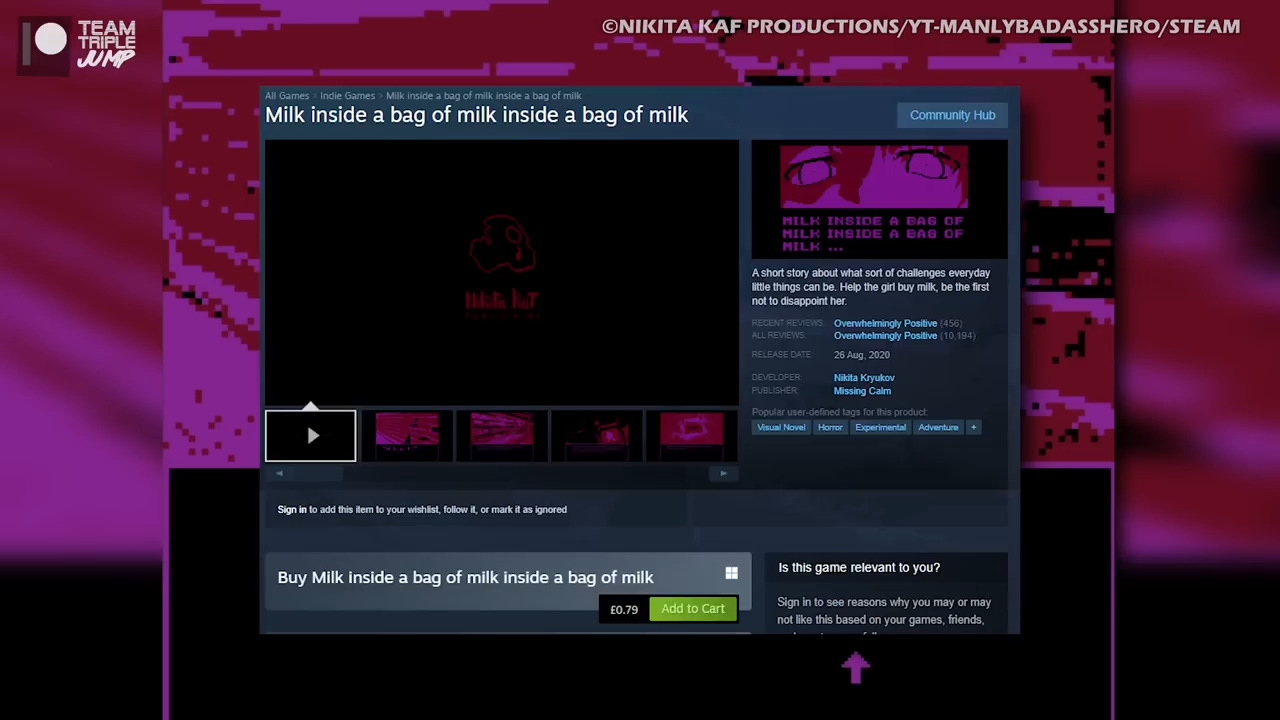 TEAM
TRIPLE
JUMP
©NIKITA KAF PRODUCTIONS/YT-MANLYBADASSHERO/STEAM
All Games > Indie Games > Milk inside a bag of milk inside a bag of milk
Milk inside a bag of milk inside a bag of milk
Community Hub
MILK INSIDE A BAG OF
MILK INSIDE A BAG OF
MILK ...
A short story about what sort of challenges everyday
little things can be. Help the girl buy milk, be the first
not to disappoint her.
RECENT REVIEWS: Overwhelmingly Positive (456)
ALL REVIEWS: Overwhelmingly Positive (10,194)
RELEASE DATE: 26 Aug, 2020
DEVELOPER: Nikita Kryukov
PUBLISHER: Missing Calm
Popular user-defined tags for this product:
Visual Novel Horror Experimental Adventure +
Sign in to add this item to your wishlist, follow it, or mark it as ignored
Buy Milk inside a bag of milk inside a bag of milk
£0.79 Add to Cart
Is this game relevant to you?
Sign in to see reasons why you may or may
not like this based on your games, friends,